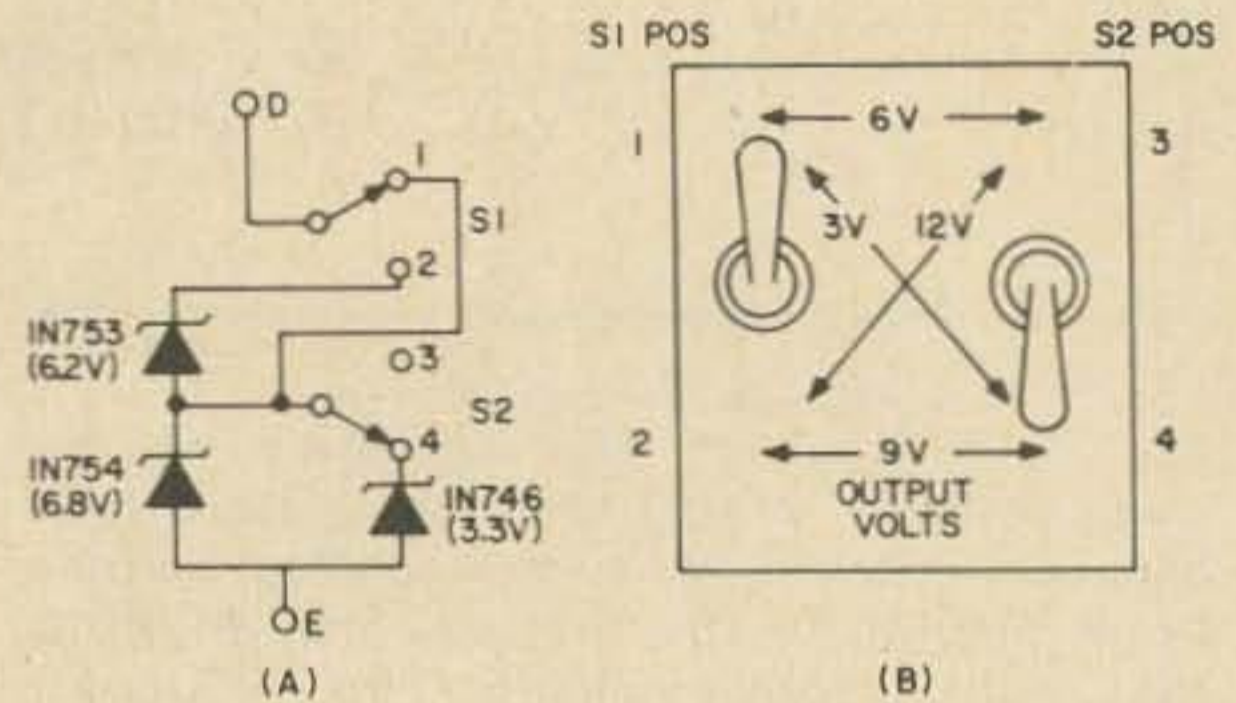 D
1
S1
2
IN753
(6.2V)
3
S2
4
IN754
(6.8V)
IN746
(3.3V)
E
(A)
S1 POS
S2 POS
6V
1
3
3V
12V
2
4
9V
OUTPUT
VOLTS
(B)